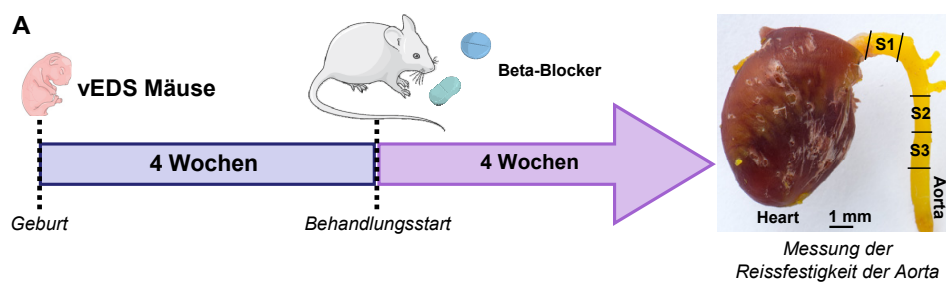 A
vEDS Mäuse
Beta-Blocker
4 Wochen
4 Wochen
Geburt
Behandlungsstart
S1
S2
S3
Aorta
Heart
1 mm
Messung der
Reissfestigkeit der Aorta